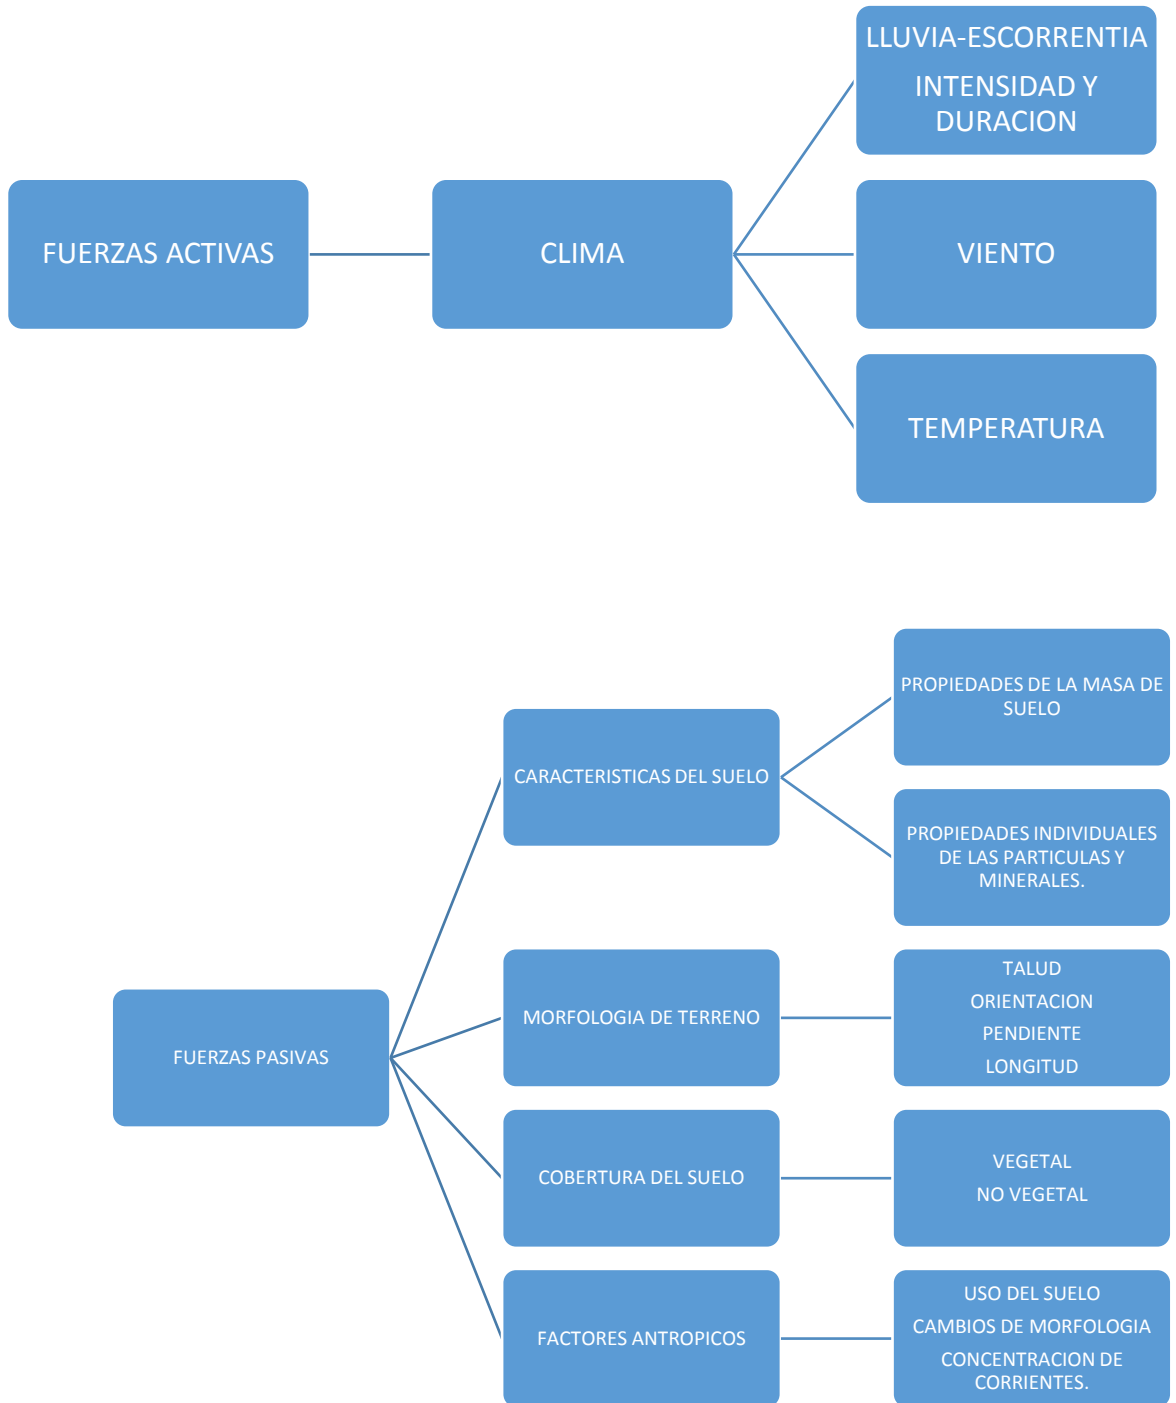 LLUVIA-ESCORRENTIA
INTENSIDAD Y
DURACION
FUERZAS ACTIVAS
CLIMA
VIENTO
TEMPERATURA
PROPIEDADES DE LA MASA DE
SUELO
CARACTERISTICAS DEL SUELO
PROPIEDADES INDIVIDUALES
DE LAS PARTICULAS Y
MINERALES.
FUERZAS PASIVAS
MORFOLOGIA DE TERRENO
TALUD
ORIENTACION
PENDIENTE
LONGITUD
COBERTURA DEL SUELO
VEGETAL
NO VEGETAL
FACTORES ANTROPICOS
USO DEL SUELO
CAMBIOS DE MORFOLOGIA
CONCENTRACION DE
CORRIENTES.